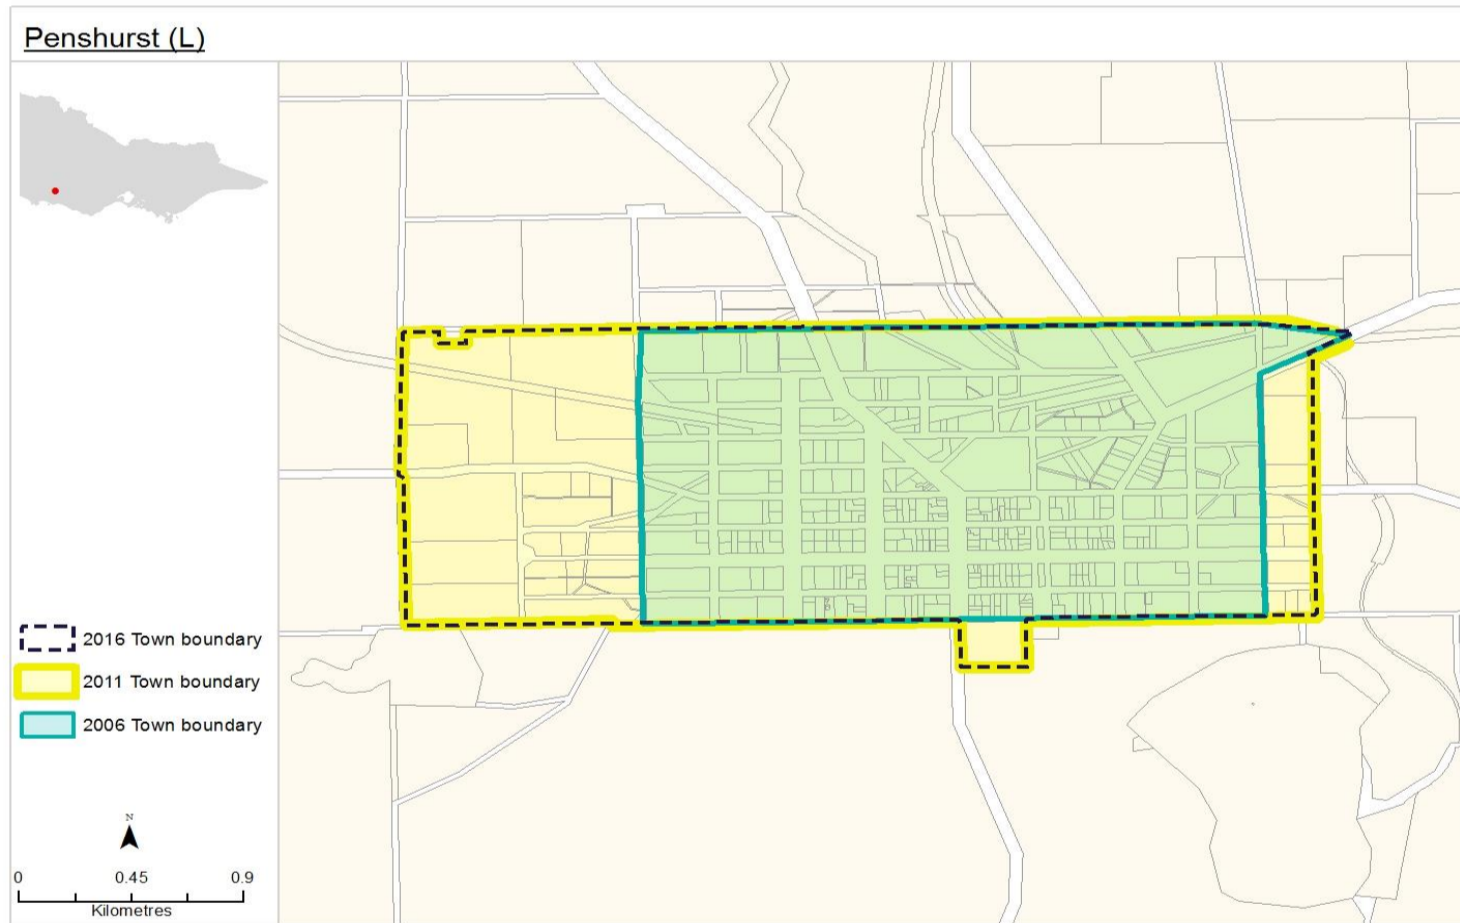 Penshurst (L)
2016 Town boundary
2011 Town boundary
2006 Town boundary
N
0 0.45 0.9
Kilometres